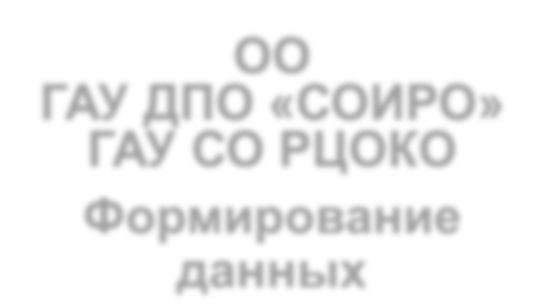 ОО
ГАУ ДПО «СОИРО»
ГАУ СО РЦОКО
Формирование
данных